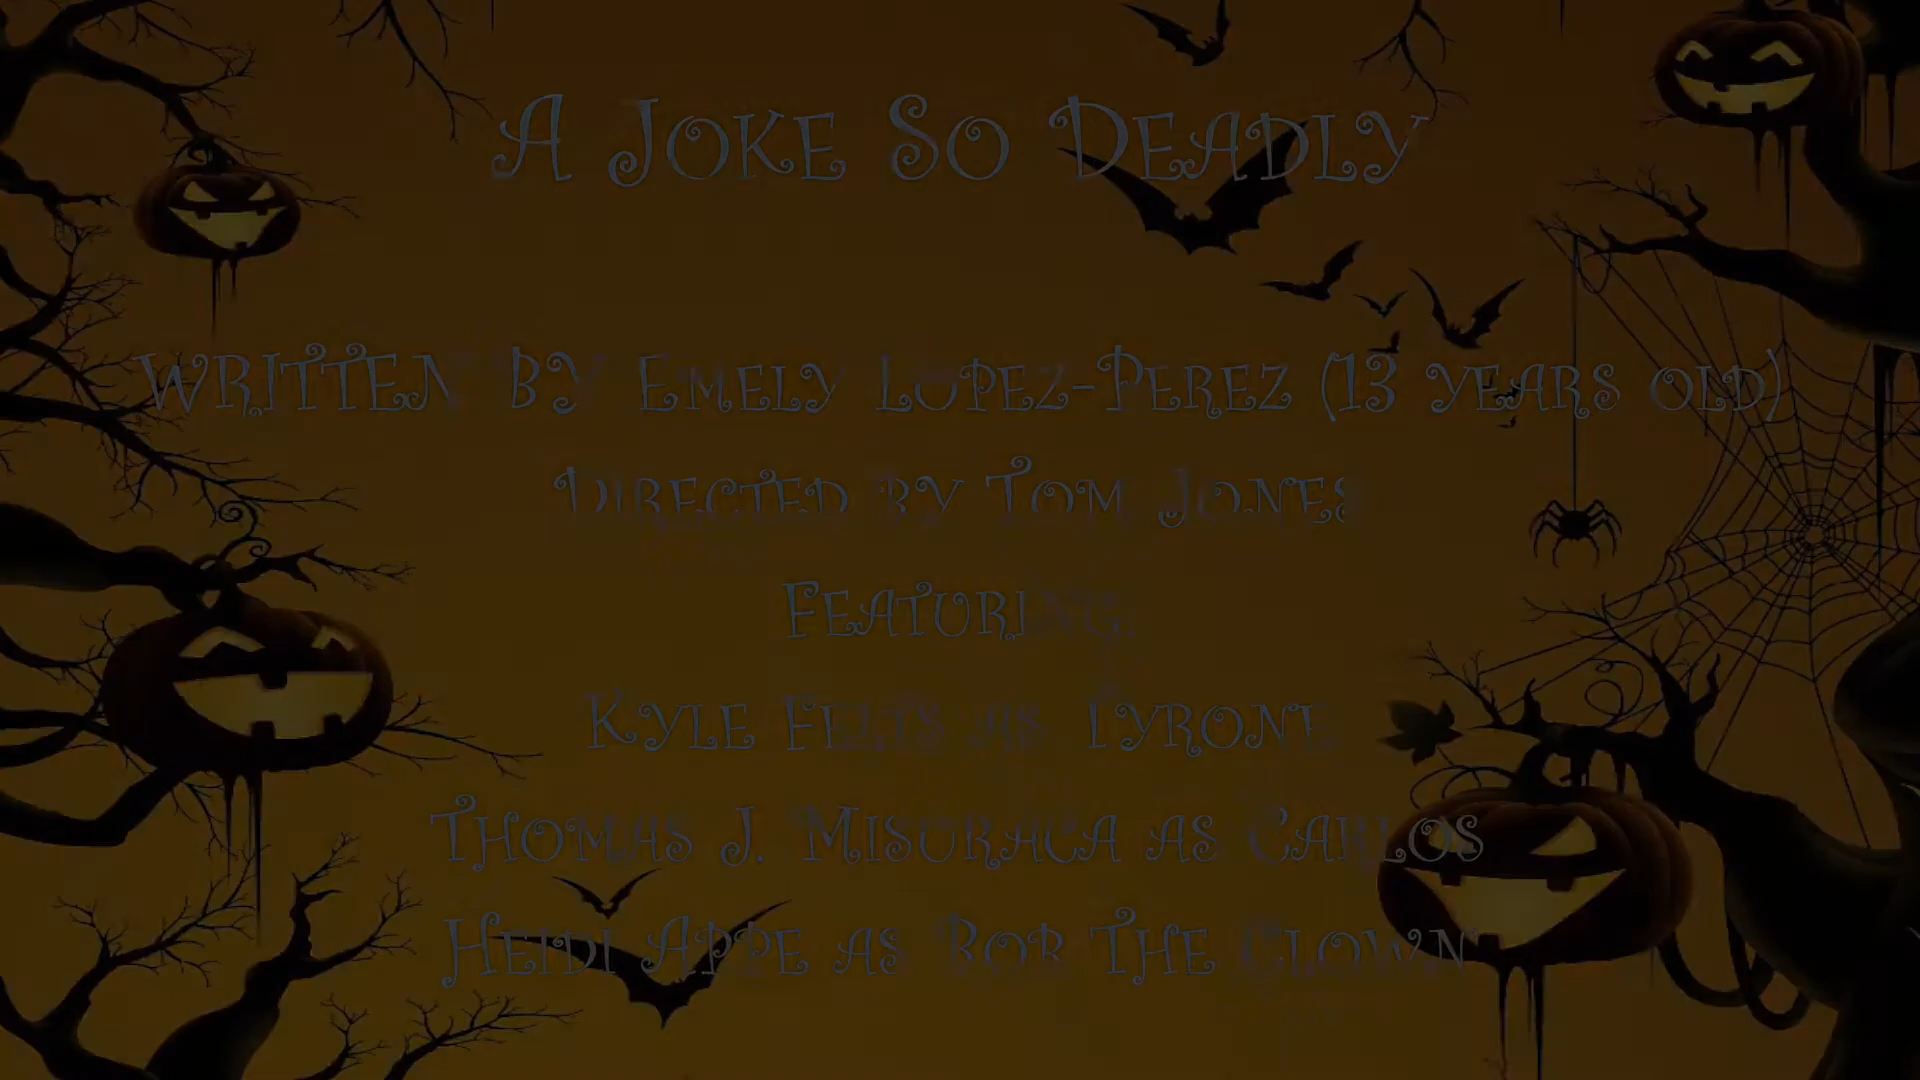 A Joke So Deadly
Written by Emely Lopez-Perez (13 years old)
Directed by Tom Jones
Featuring:
Kyle Felts as Tyrone
Thomas J. Misuraca as Carlos
Heidi Appe as Bob The Clown